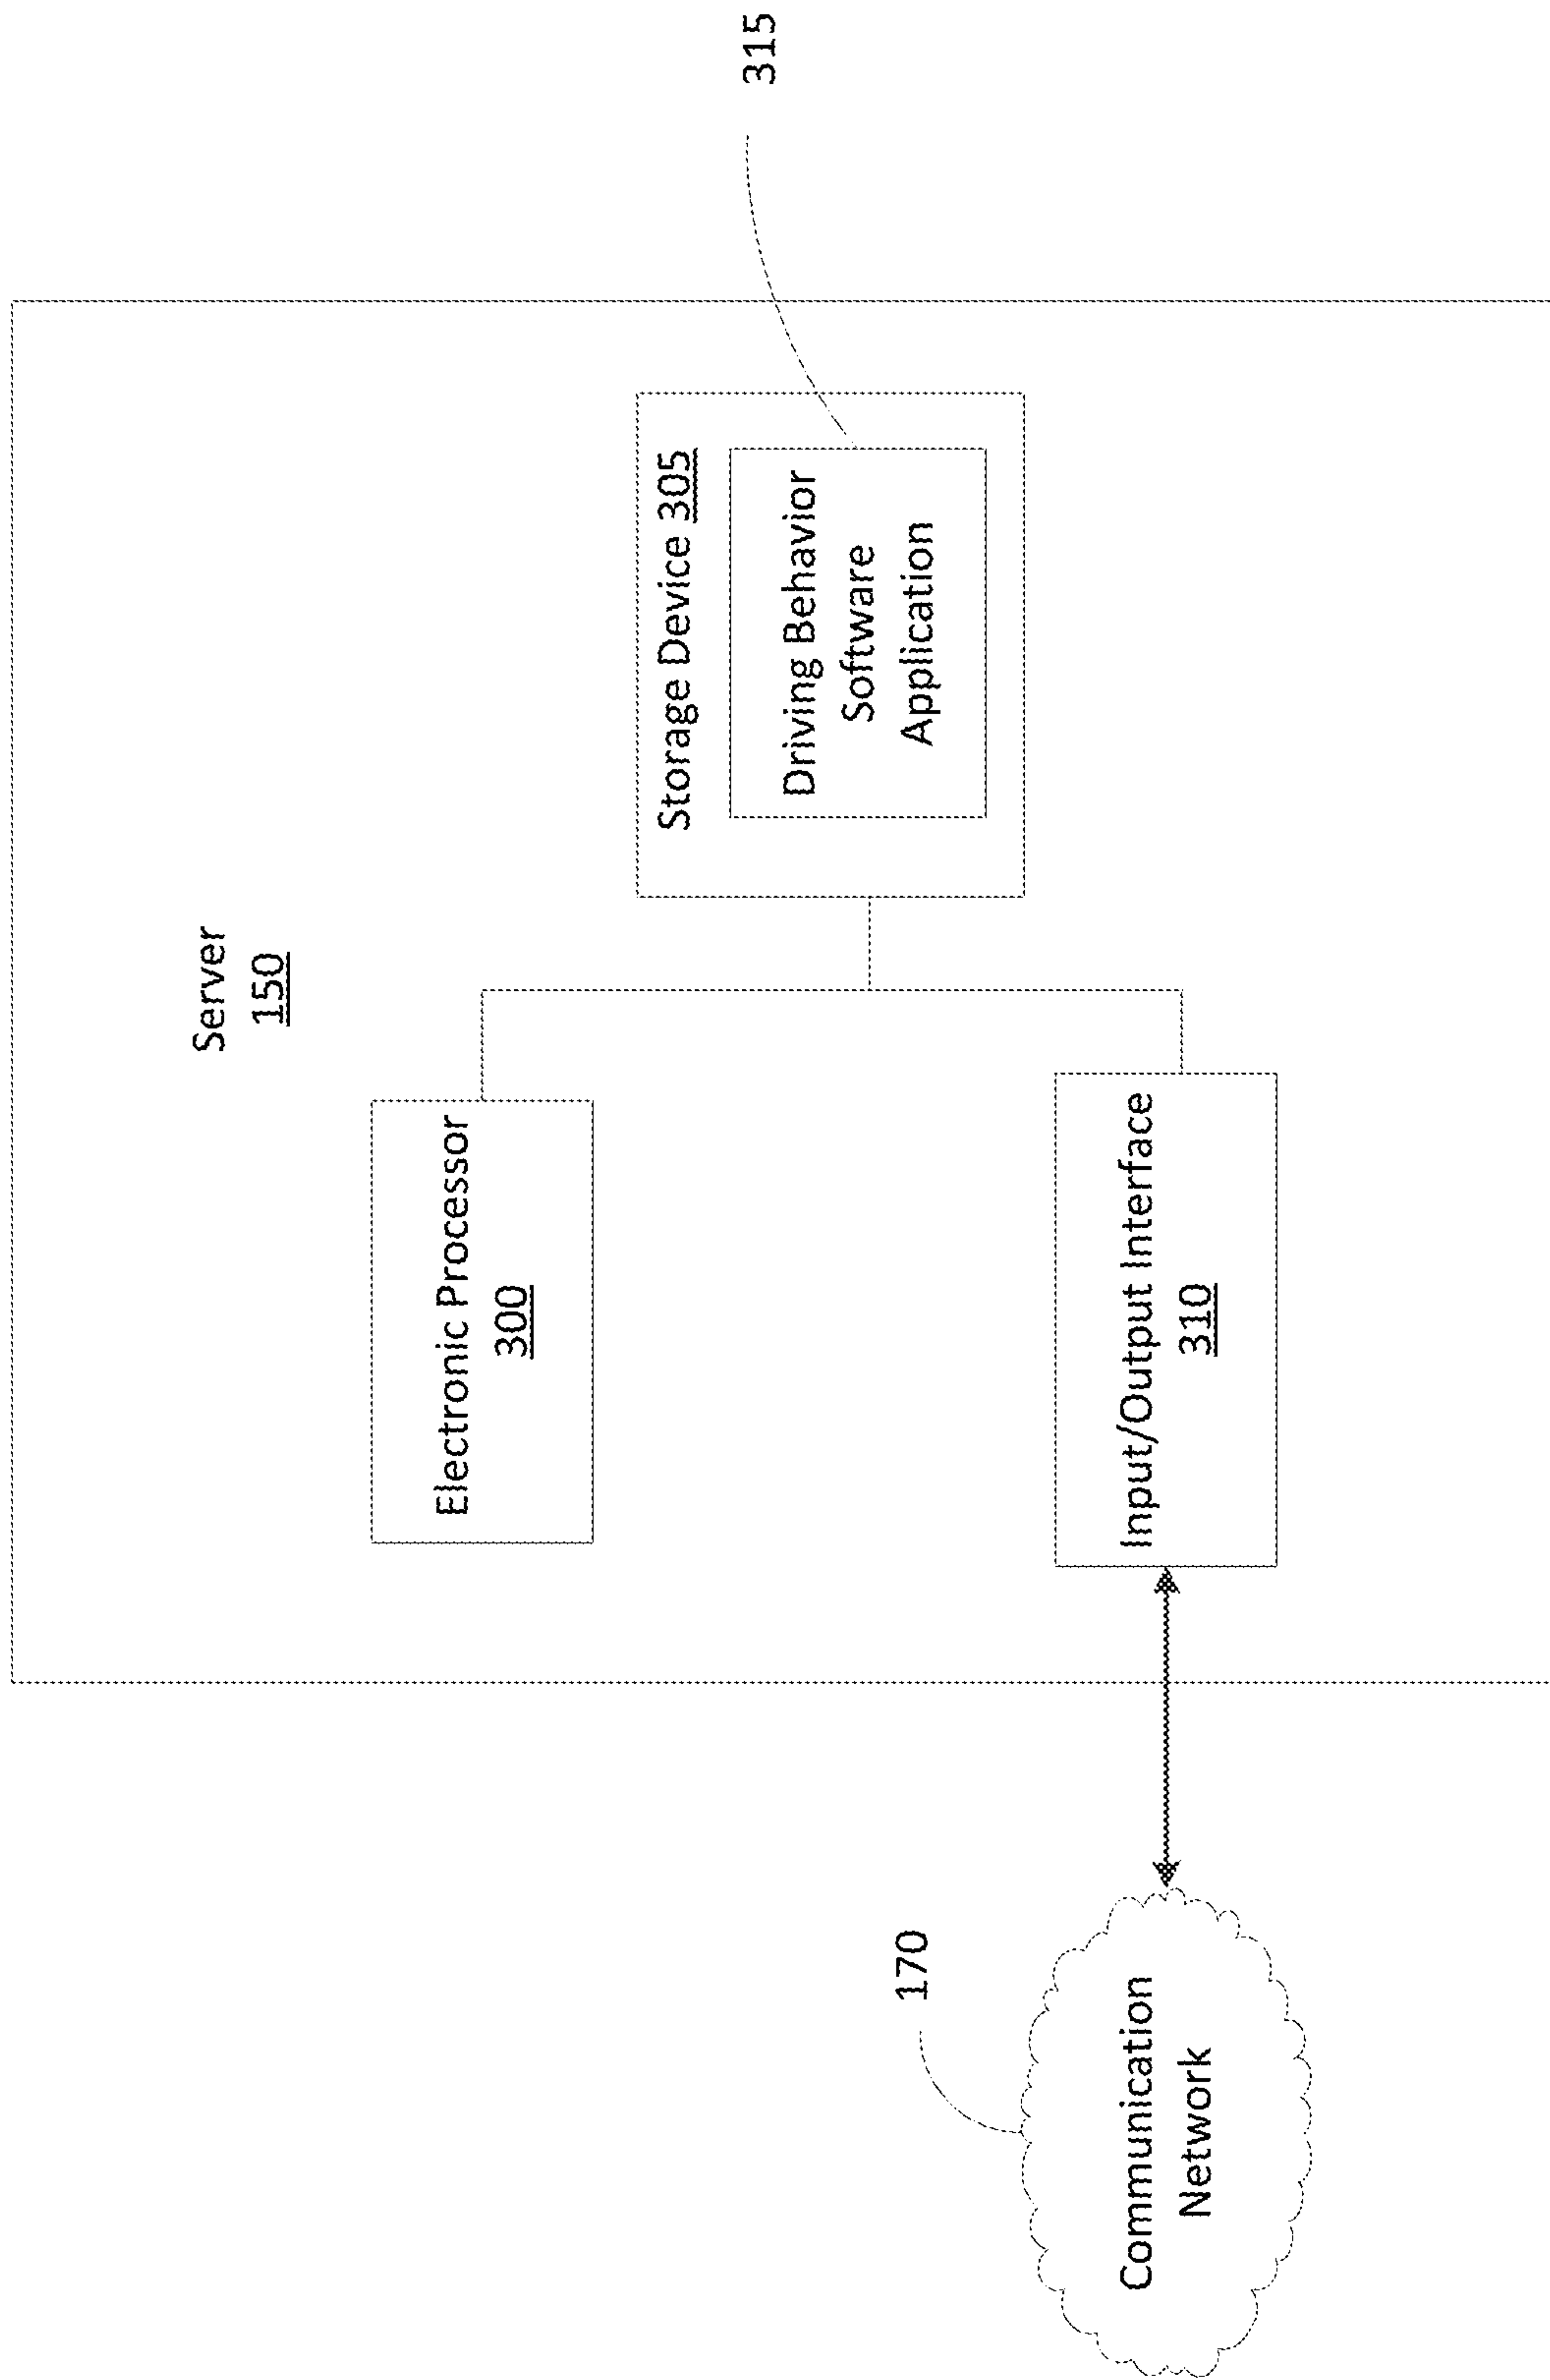 Server
150
Electronic Processor
300
Storage Device 305
Driving Behavior
Software
Application
315
Input/Output Interface
310
170
Communication
Network